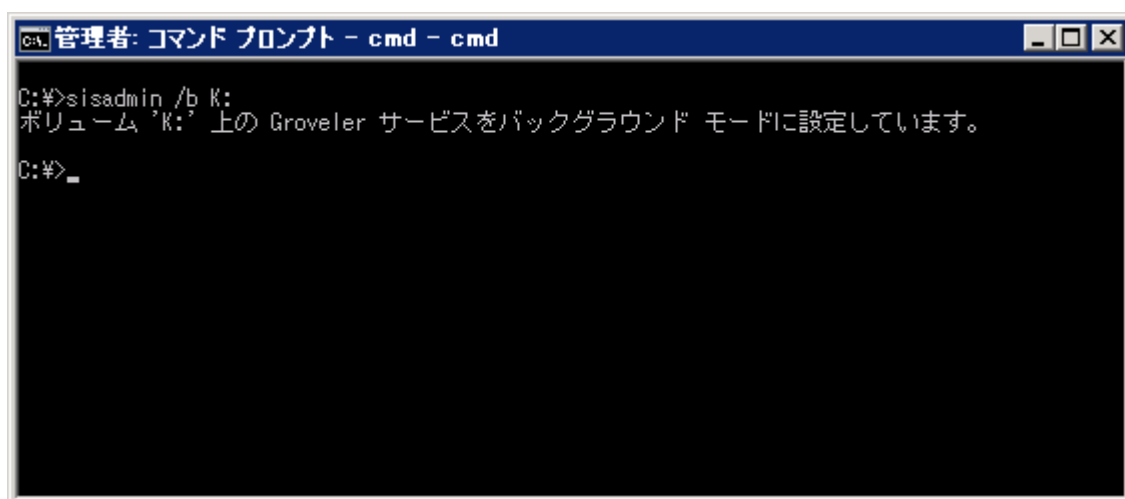 管理者: コマンド プロンプト - cmd - cmd
C:¥>sisadmin /b K:
ボリューム 'K:' 上の Groveler サービスをバックグラウンド モードに設定しています。
C:¥>_